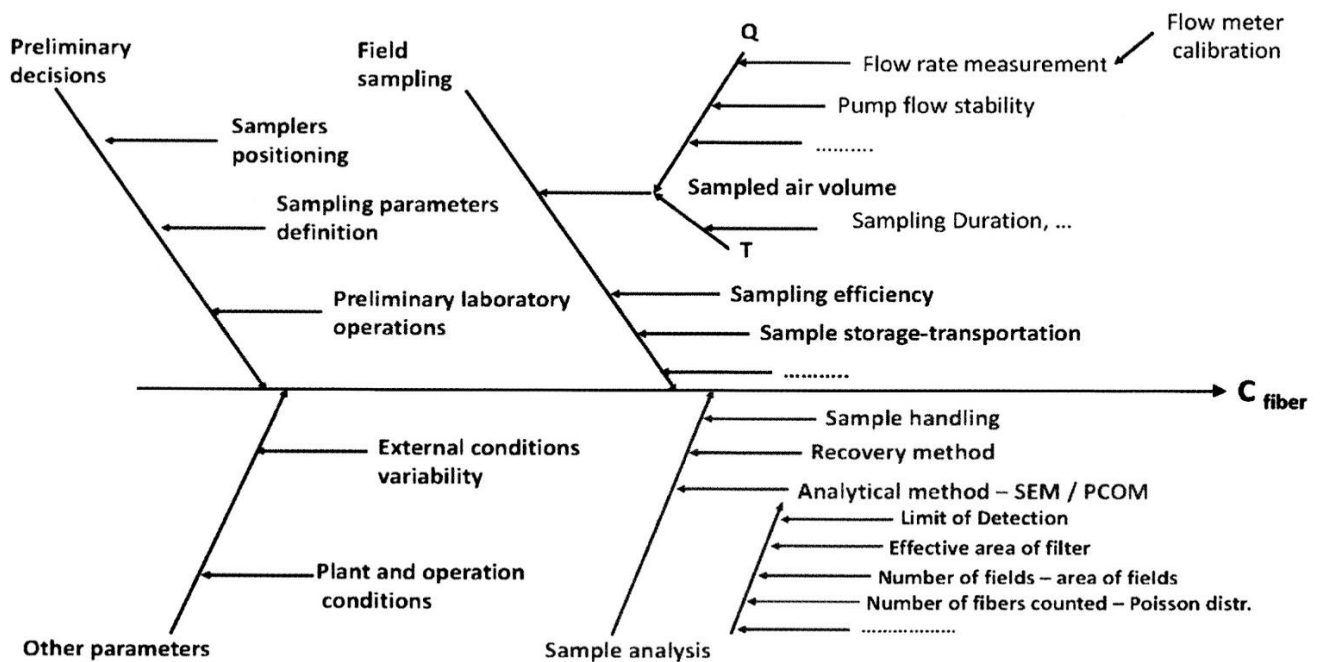 Preliminary
decisions
Samplers
positioning
Sampling parameters
definition
Preliminary laboratory
operations
Field
sampling
Q
Flow rate measurement
Flow meter
calibration
Pump flow stability
..........
Sampled air volume
Sampling Duration, ...
T
Sampling efficiency
Sample storage-transportation
...........
C fiber
External conditions
variability
Plant and operation
conditions
Other parameters
Sample handling
Recovery method
Analytical method – SEM / PCOM
Limit of Detection
Effective area of filter
Number of fields – area of fields
Number of fibers counted – Poisson distr.
.................
Sample analysis